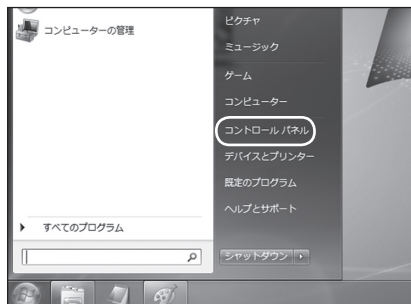 コンピューターの管理
すべてのプログラム
ピクチャ
ミュージック
ゲーム
コンピューター
コントロール パネル
デバイスとプリンター
既定のプログラム
ヘルプとサポート
シャットダウン